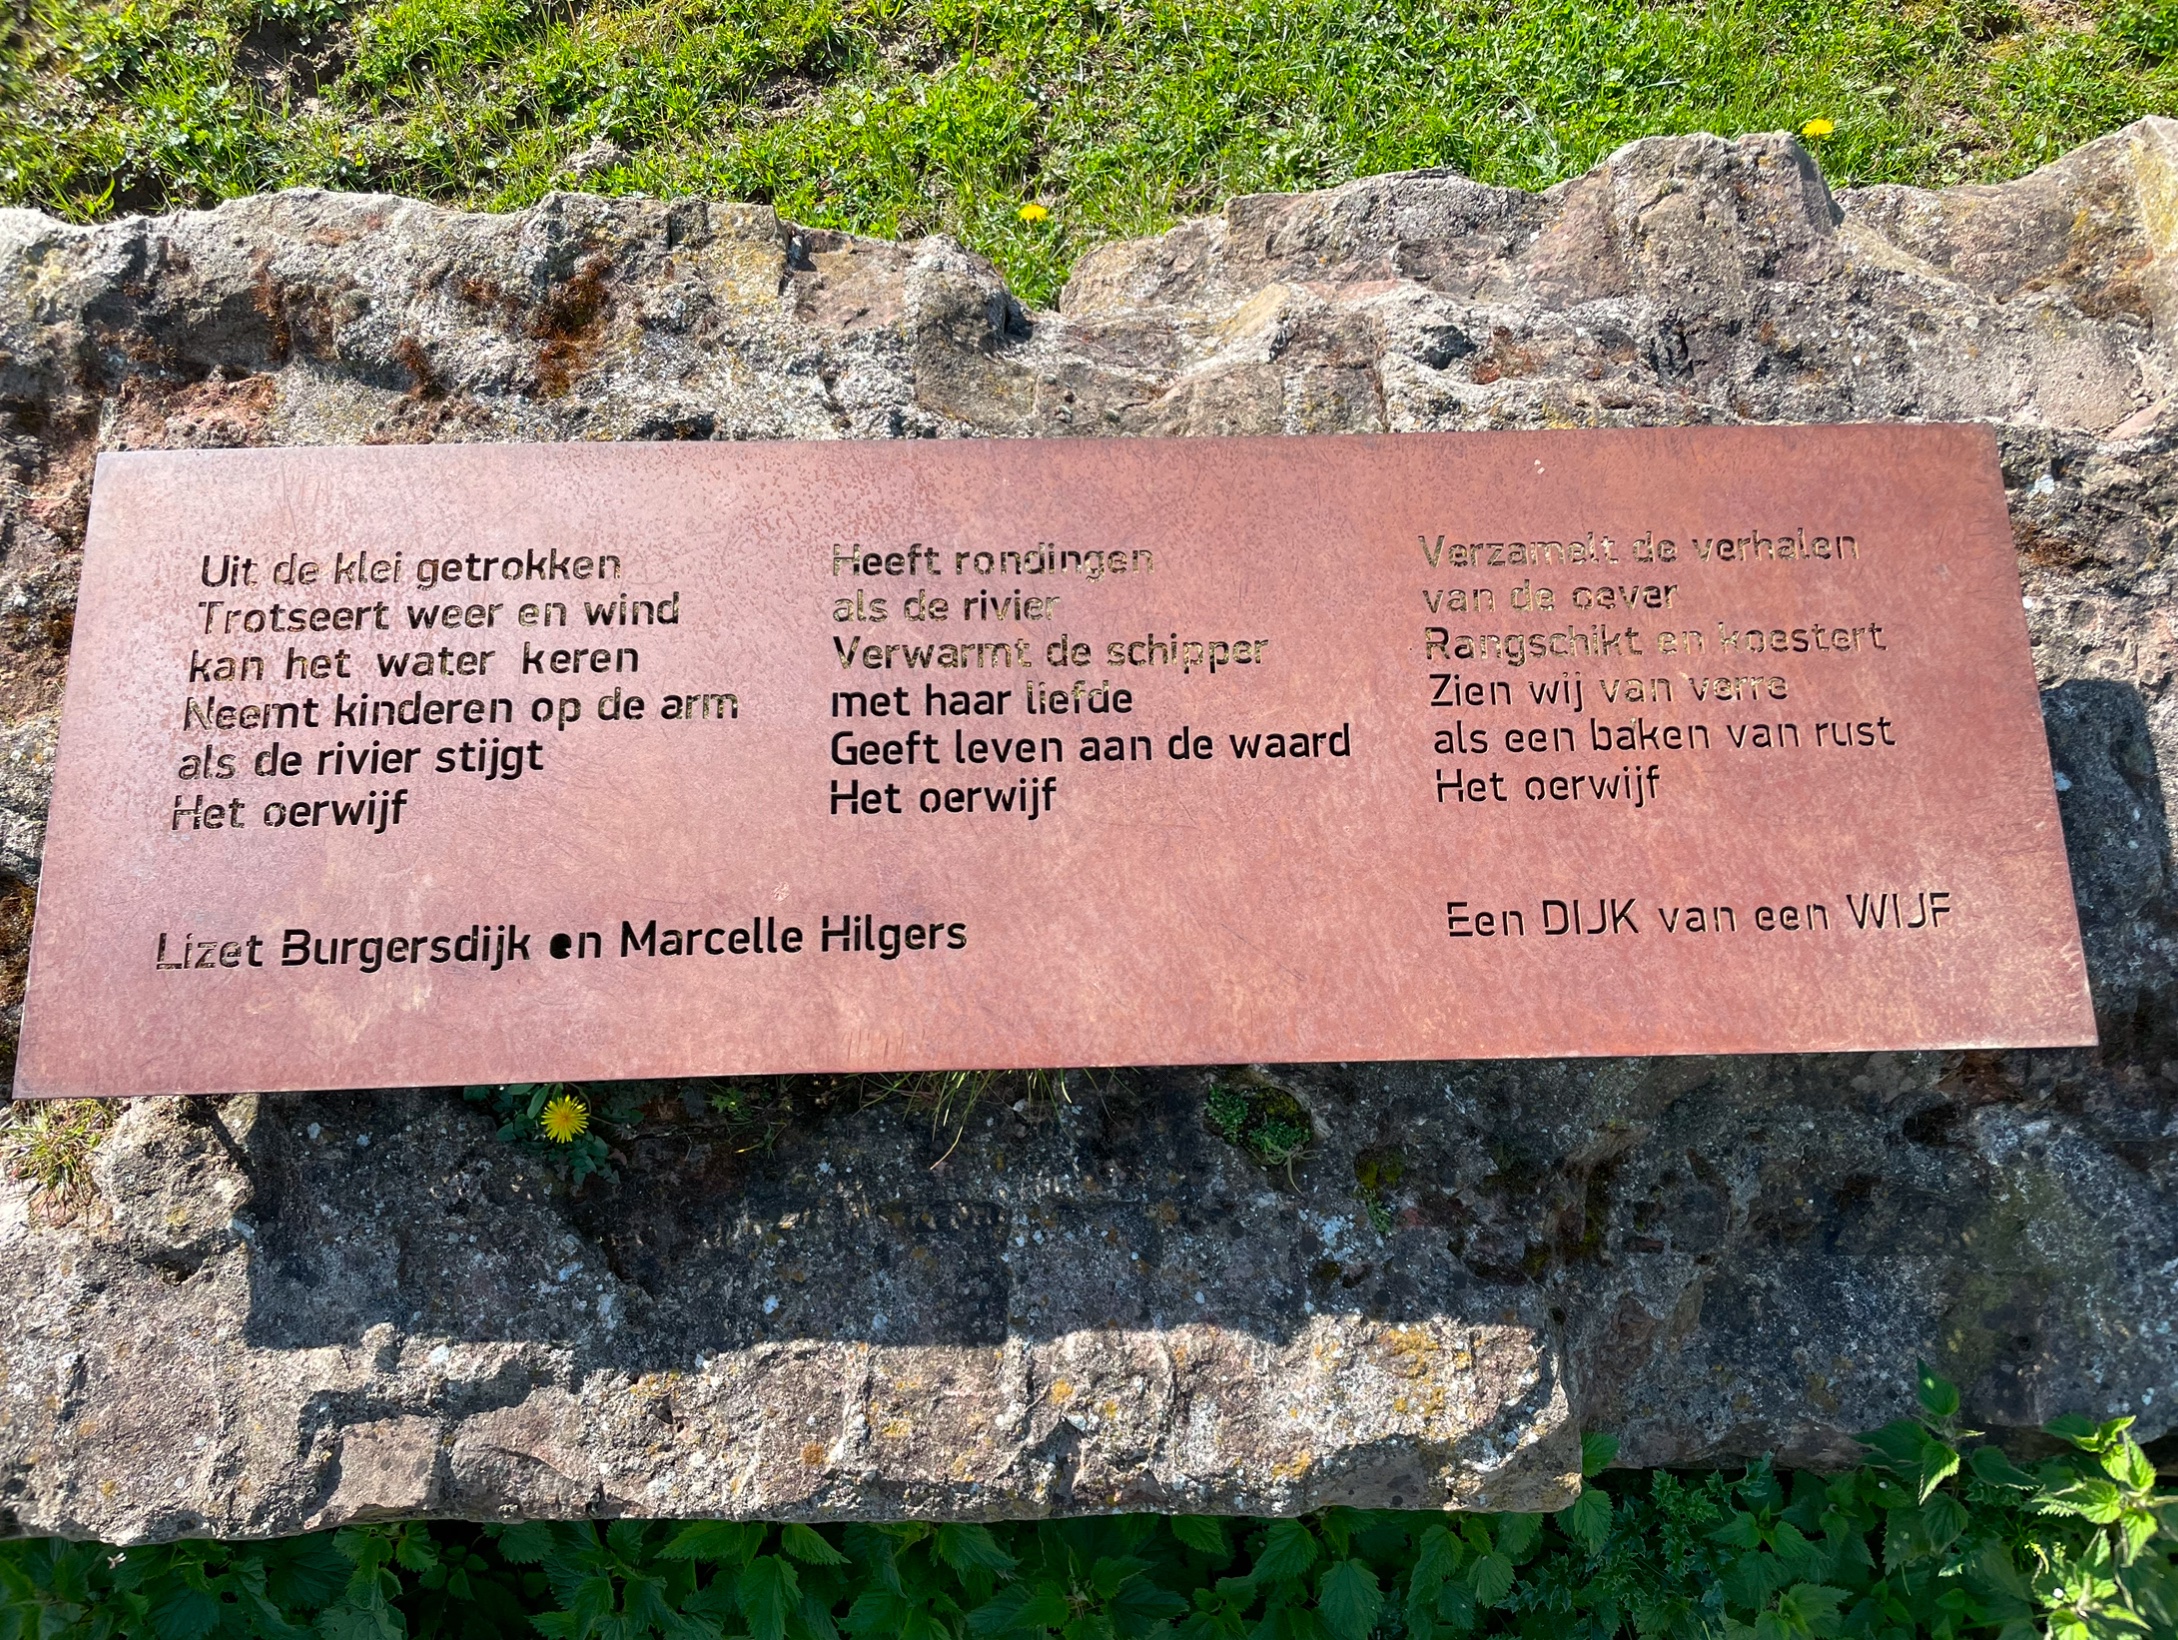 Uit de klei getrokken
Trotseert weer en wind
kan het water keren
Neemt kinderen op de arm
als de rivier stijgt
Het oerwijf
Heeft rondingen
als de rivier
Verwarmt de schipper
met haar liefde
Geeft leven aan de waard
Het oerwijf
Verzamelt de verhalen
van de oever
Rangschikt en koestert
Zien wij van verre
als een baken van rust
Het oerwijf
Lizet Burgersdijk en Marcelle Hilgers
Een DIJK van een WIJF